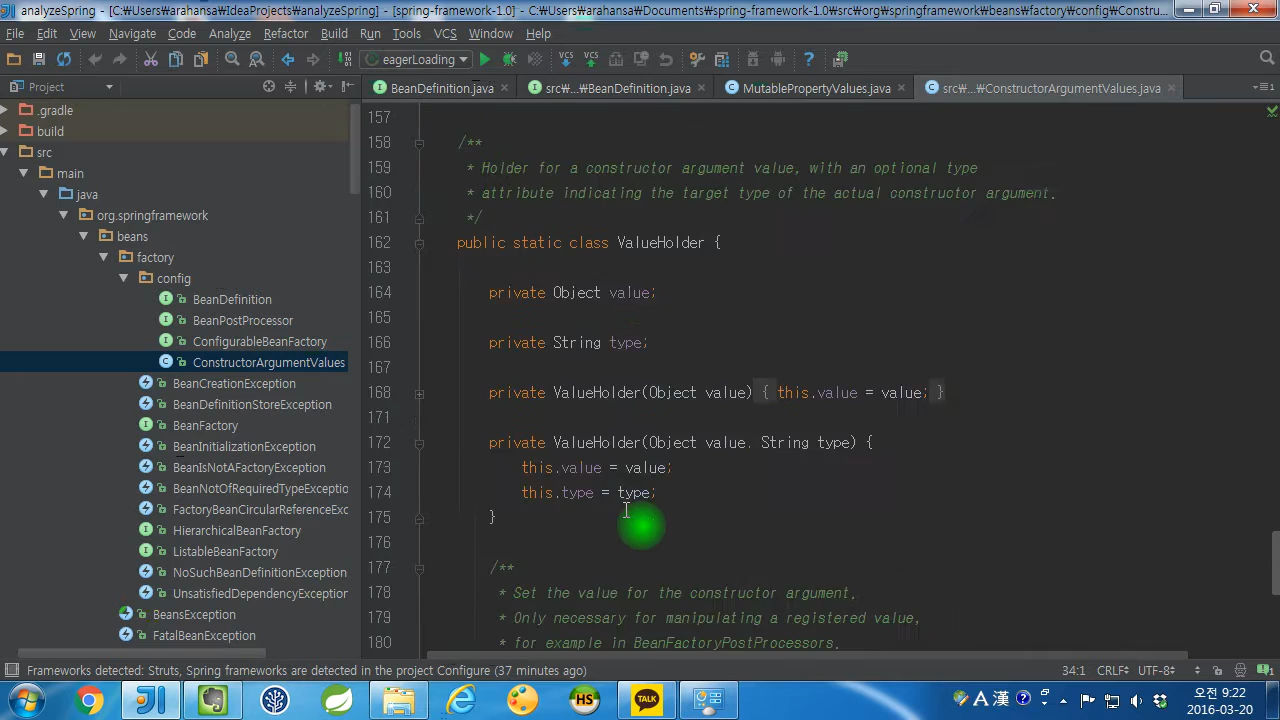 analyzeSpring - [C:₩Users₩arahansa₩IdeaProjects₩analyzeSpring] - [spring-framework-1.0] - C:₩Users₩arahansa₩Documents₩spring-framework-1.0₩src₩org₩springframework₩beans₩factory₩config₩Constru...
File Edit View Navigate Code Analyze Refactor Build Run Tools VCS Window Help
eagerLoading
VCS VCS
Project
BeanDefinition.java
src₩...₩BeanDefinition.java
MutablePropertyValues.java
src₩...₩ConstructorArgumentValues.java
.gradle
build
src
main
java
org.springframework
beans
factory
config
BeanDefinition
BeanPostProcessor
ConfigurableBeanFactory
ConstructorArgumentValues
BeanCreationException
BeanDefinitionStoreException
BeanFactory
BeanInitializationException
BeanIsNotAFactoryException
BeanNotOfRequiredTypeExceptio
FactoryBeanCircularReferenceExc
HierarchicalBeanFactory
ListableBeanFactory
NoSuchBeanDefinitionException
UnsatisfiedDependencyException
BeansException
FatalBeanException
157
158 /**
159 * Holder for a constructor argument value, with an optional type
160 * attribute indicating the target type of the actual constructor argument.
161 */
162 public static class ValueHolder {
163
164 private Object value;
165
166 private String type;
167
168 private ValueHolder(Object value) { this.value = value; }
171
172 private ValueHolder(Object value, String type) {
173 this.value = value;
174 this.type = type;
175 }
176
177 /**
178 * Set the value for the constructor argument.
179 * Only necessary for manipulating a registered value,
180 * for example in BeanFactoryPostProcessors.
Frameworks detected: Struts, Spring frameworks are detected in the project Configure (37 minutes ago)
34:1 CRLF UTF-8
HS
TALK
A 漢
오전 9:22
2016-03-20